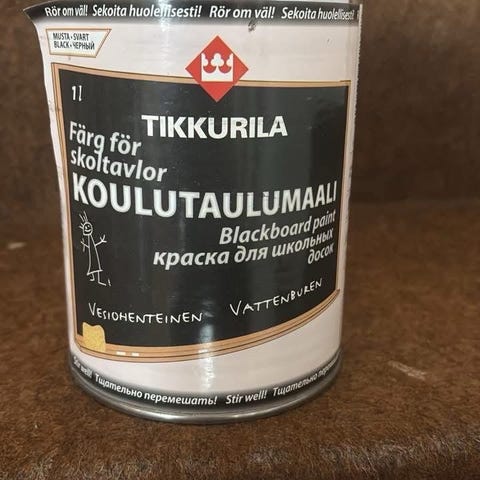 Rör om väl! Sekoita huolellisesti! Rör om väl! Sekoita huolellisesti!
MUSTA • SVART
BLACK • ЧЕРНЫЙ
1 l
TIKKURILA
Färg för
skoltavlor
KOULUTAULUMAALI
Blackboard paint
краска для школьных
досок
VESIOHENTEINEN VATTENBUREN
Stir well! Тщательно перемешать! Stir well! Тщательно перемешать!